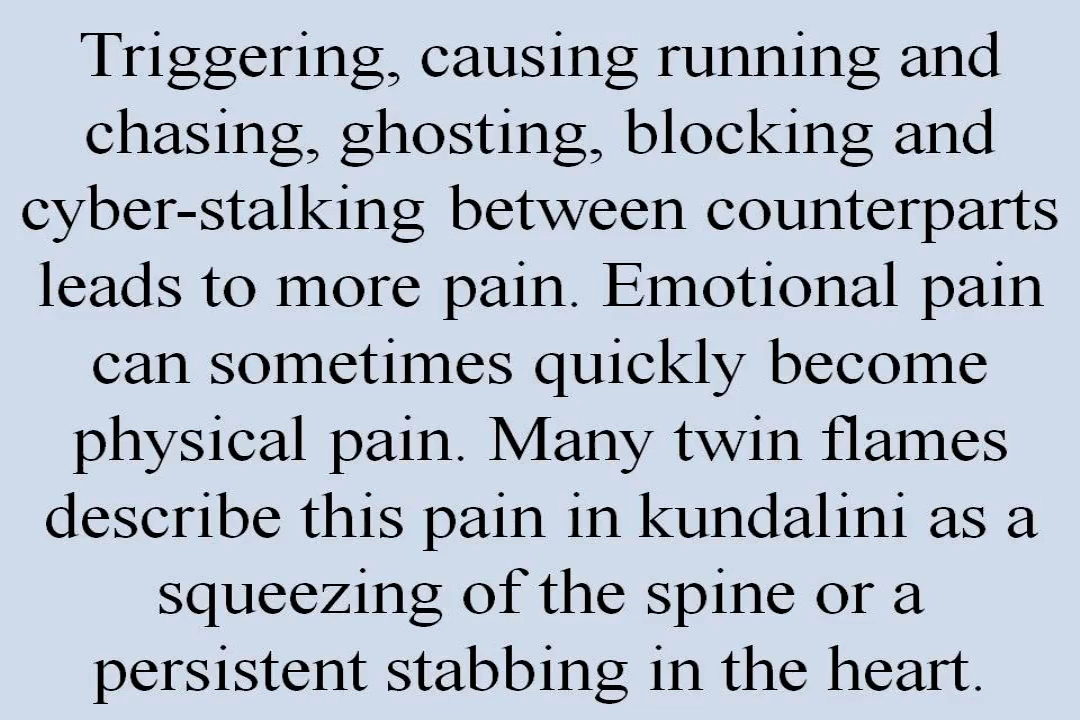 Triggering, causing running and
chasing, ghosting, blocking and
cyber-stalking between counterparts
leads to more pain. Emotional pain
can sometimes quickly become
physical pain. Many twin flames
describe this pain in kundalini as a
squeezing of the spine or a
persistent stabbing in the heart.